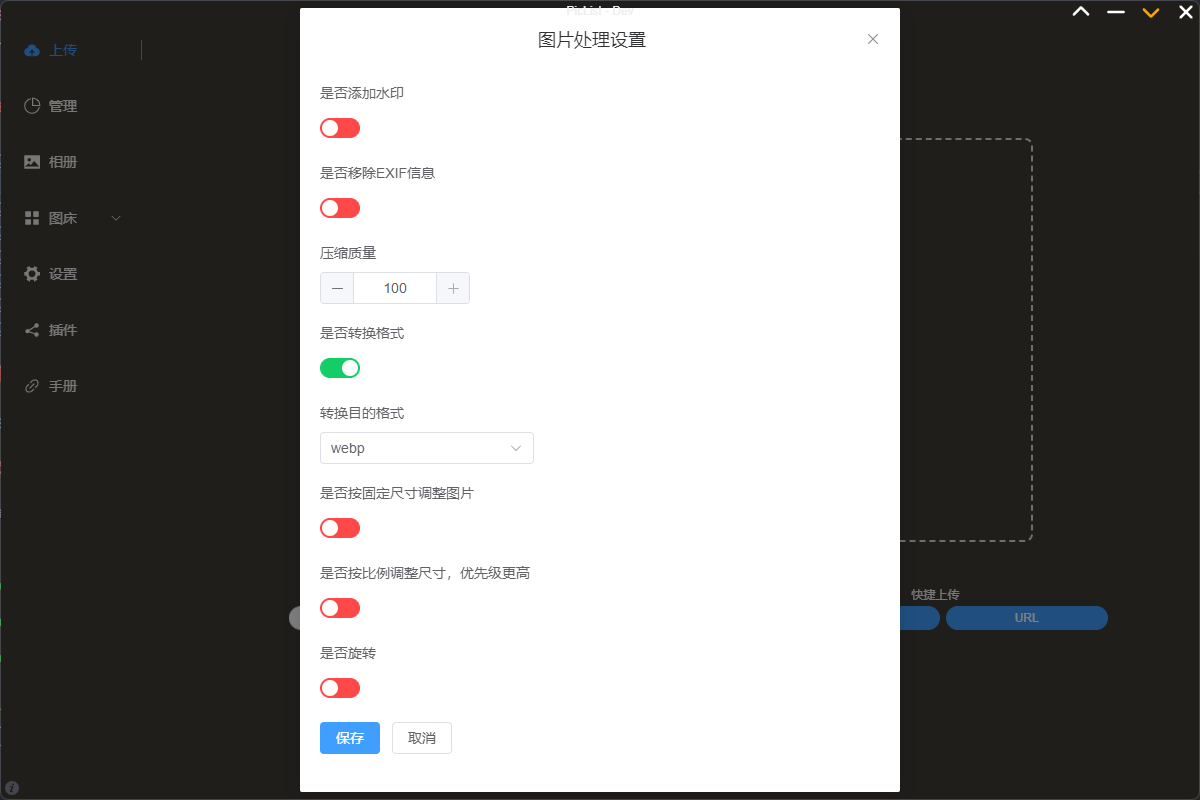 PicList - Dev
上传
管理
相册
图床
设置
插件
手册
图片处理设置
是否添加水印
是否移除EXIF信息
压缩质量
100
是否转换格式
转换目的格式
webp
是否按固定尺寸调整图片
是否按比例调整尺寸，优先级更高
是否旋转
保存
取消
快捷上传
URL